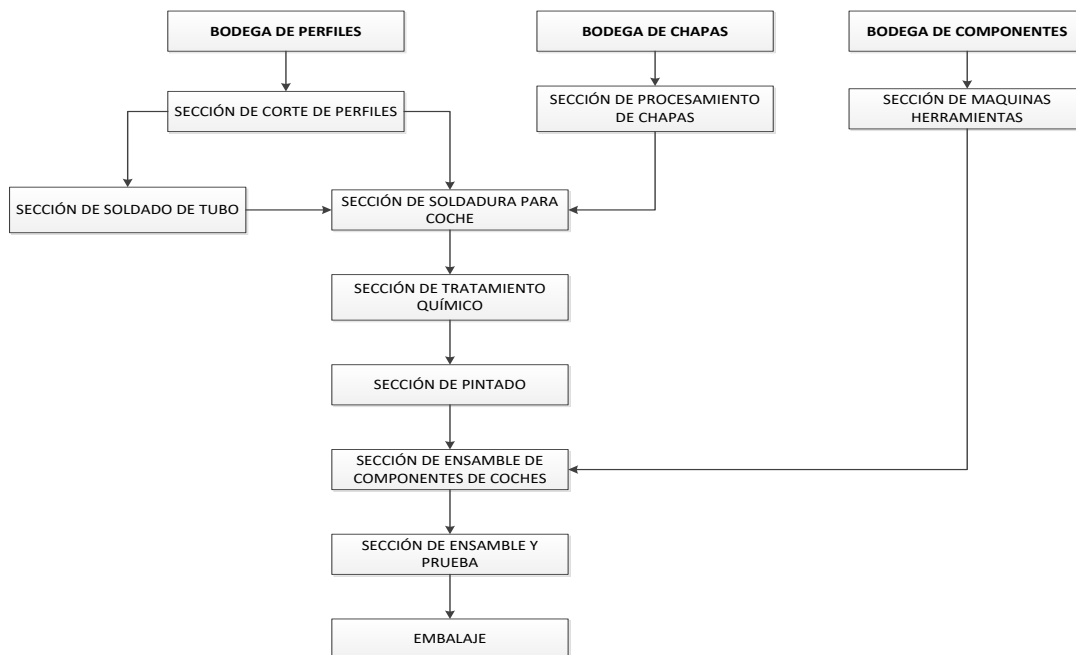 BODEGA DE PERFILES
BODEGA DE CHAPAS
BODEGA DE COMPONENTES
SECCIÓN DE CORTE DE PERFILES
SECCIÓN DE PROCESAMIENTO
DE CHAPAS
SECCIÓN DE MAQUINAS
HERRAMIENTAS
SECCIÓN DE SOLDADO DE TUBO
SECCIÓN DE SOLDADURA PARA
COCHE
SECCIÓN DE TRATAMIENTO
QUÍMICO
SECCIÓN DE PINTADO
SECCIÓN DE ENSAMBLE DE
COMPONENTES DE COCHES
SECCIÓN DE ENSAMBLE Y
PRUEBA
EMBALAJE